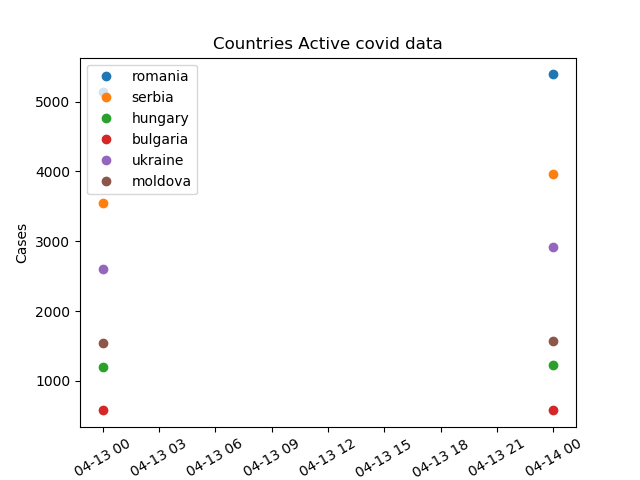 Countries Active covid data
romania
serbia
hungary
bulgaria
ukraine
moldova
Cases
5000
4000
3000
2000
1000
04-13 00
04-13 03
04-13 06
04-13 09
04-13 12
04-13 15
04-13 18
04-13 21
04-14 00